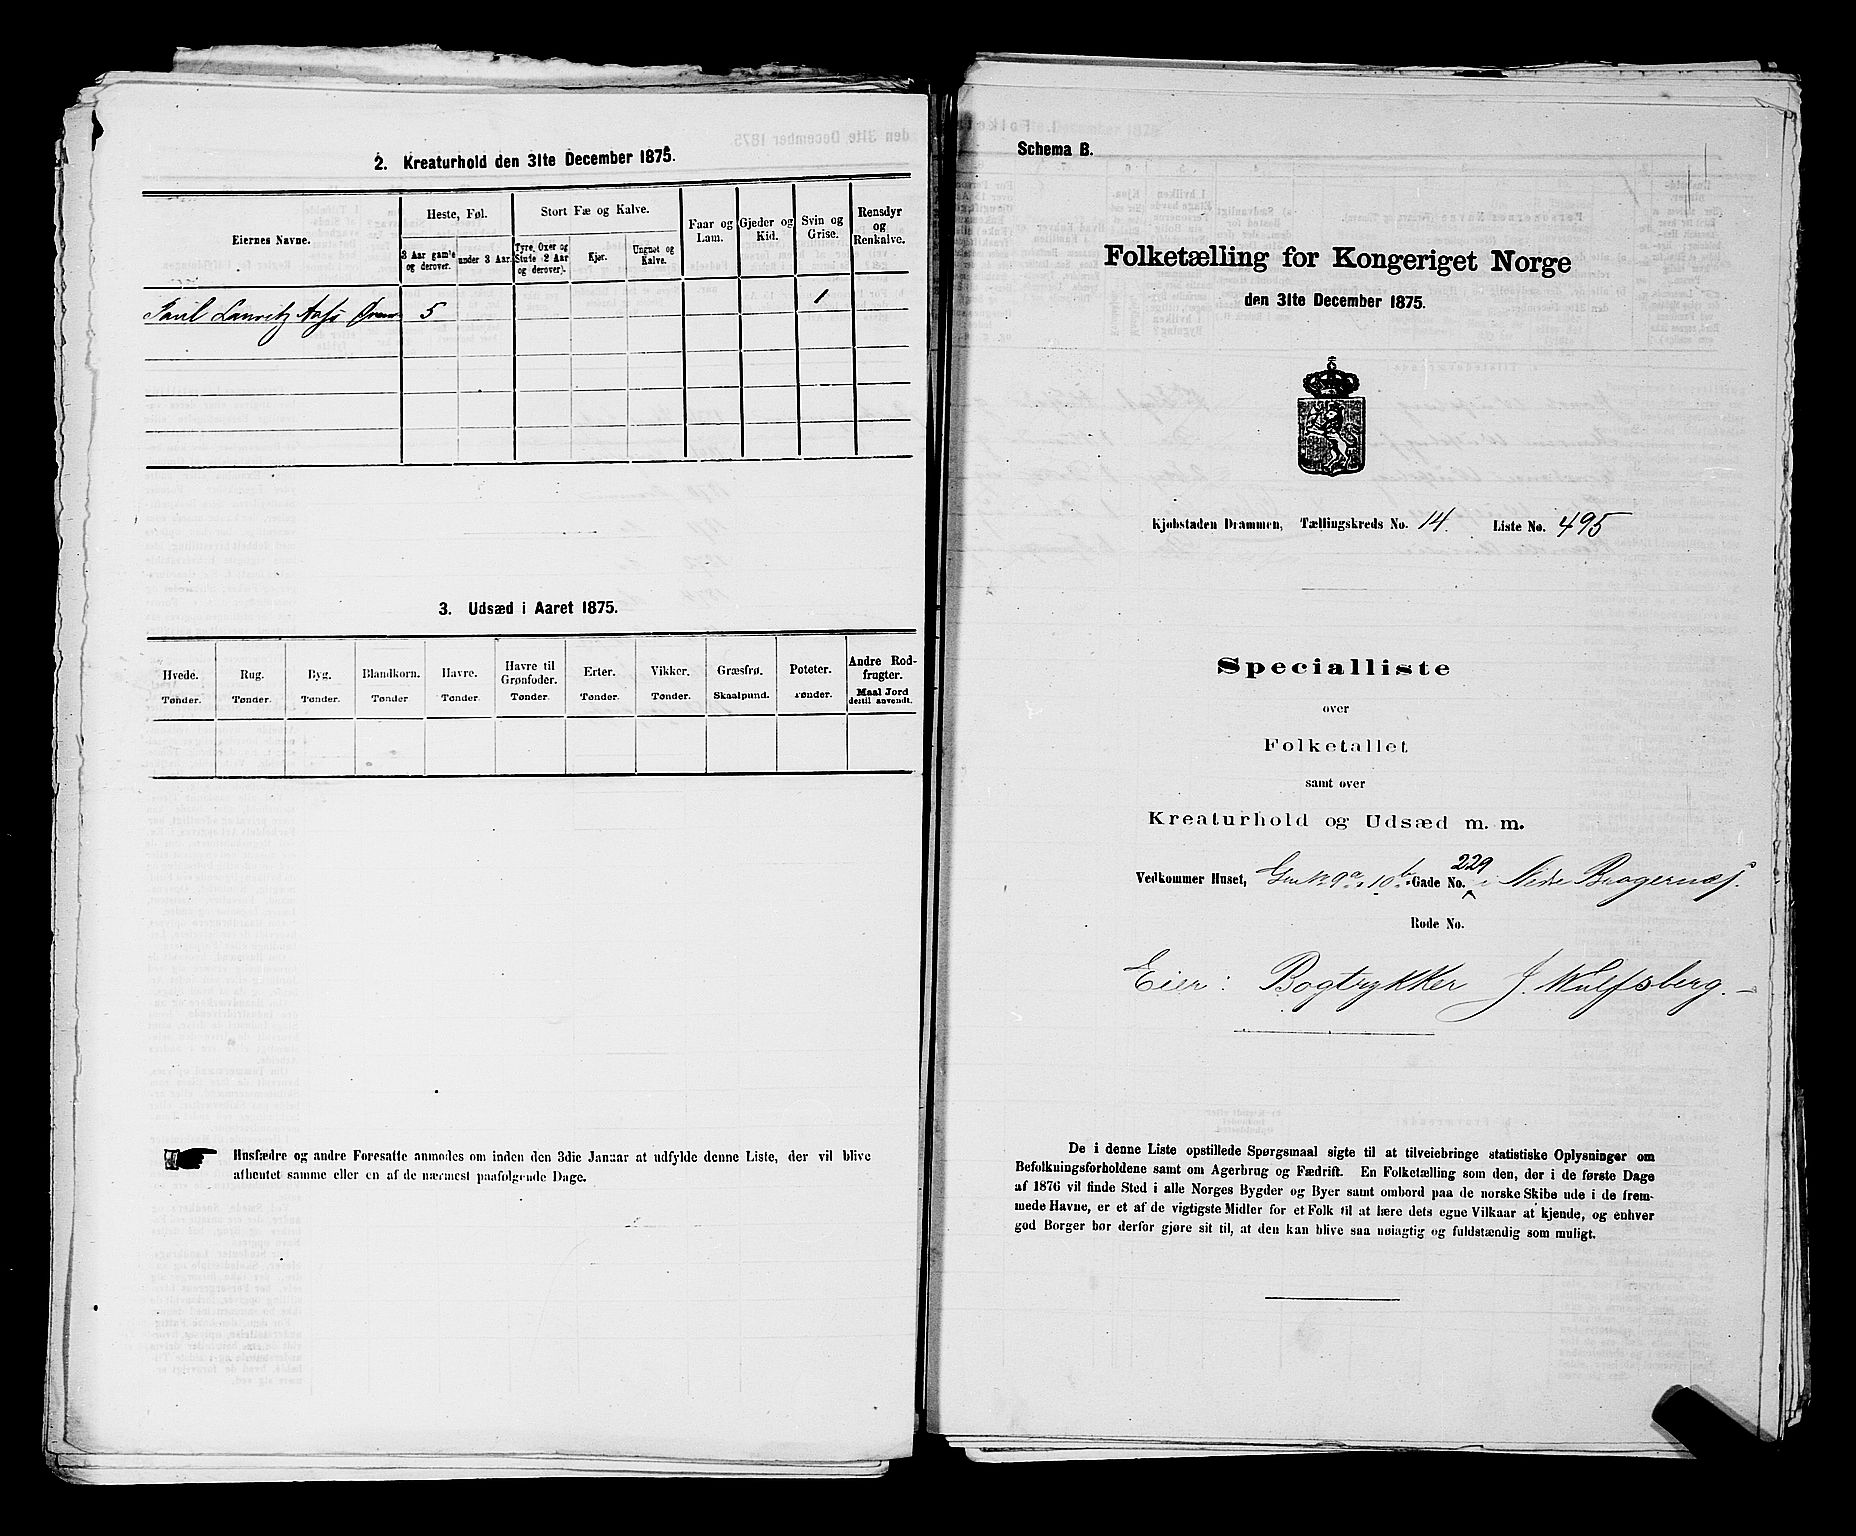 2. Kreaturhold den 31te December 1875.
Eiernes Navne.
Heste, Føl.
Stort Fæ og Kalve.
Faar og Lam.
Gjeder og Kid.
Svin og Grise.
Rensdyr og Renkalve.
3 Aar gamle og derover.
under 3 Aar.
Tyre, Oxer og Stute (2 Aar og derover).
Kjør.
Ungnøt og Kalve.
Paul Lauritz 5 1
3. Udsæd i Aaret 1875.
Hvede. Rug. Byg. Blandkorn. Havre. Havre til Grønfoder. Erter. Vikker. Græsfrø. Poteter. Andre Rodfrugter.
Tønder. Tønder. Tønder. Tønder Tønder. Tønder. Tønder. Tønder. Skaalpund. Tønder. Maal Jord dertil anvendt.
Husfædre og andre Foresatte anmodes om inden den 3die Januar at udfylde denne Liste, der vil blive
afhentet samme eller en af de nærmest paafølgende Dage.
Schema B.
Folketælling for Kongeriget Norge
den 31te December 1875.
Kjøbstaden Drammen, Tællingskreds No. 14. Liste No. 495
Specialliste
over
Folketallet
samt over
Kreaturhold og Udsæd m. m.
Vedkommer Huset, 9a 10b Gade No. 229 i Nedre Bragernæs.
Rode No.
Eier: Bogtrykker J. Wulfsberg.
De i denne Liste opstillede Spørgsmaal sigte til at tilveiebringe statistiske Oplysninger om
Befolkningsforholdene samt om Agerbrug og Fædrift. En Folketælling som den, der i de første Dage
af 1876 vil finde Sted i alle Norges Bygder og Byer samt ombord paa de norske Skibe ude i de frem-
mede Havne, er et af de vigtigste Midler for et Folk til at lære dets egne Vilkaar at kjende, og enhver
god Borger bør derfor gjøre sit til, at den kan blive saa nøiagtig og fuldstændig som muligt.